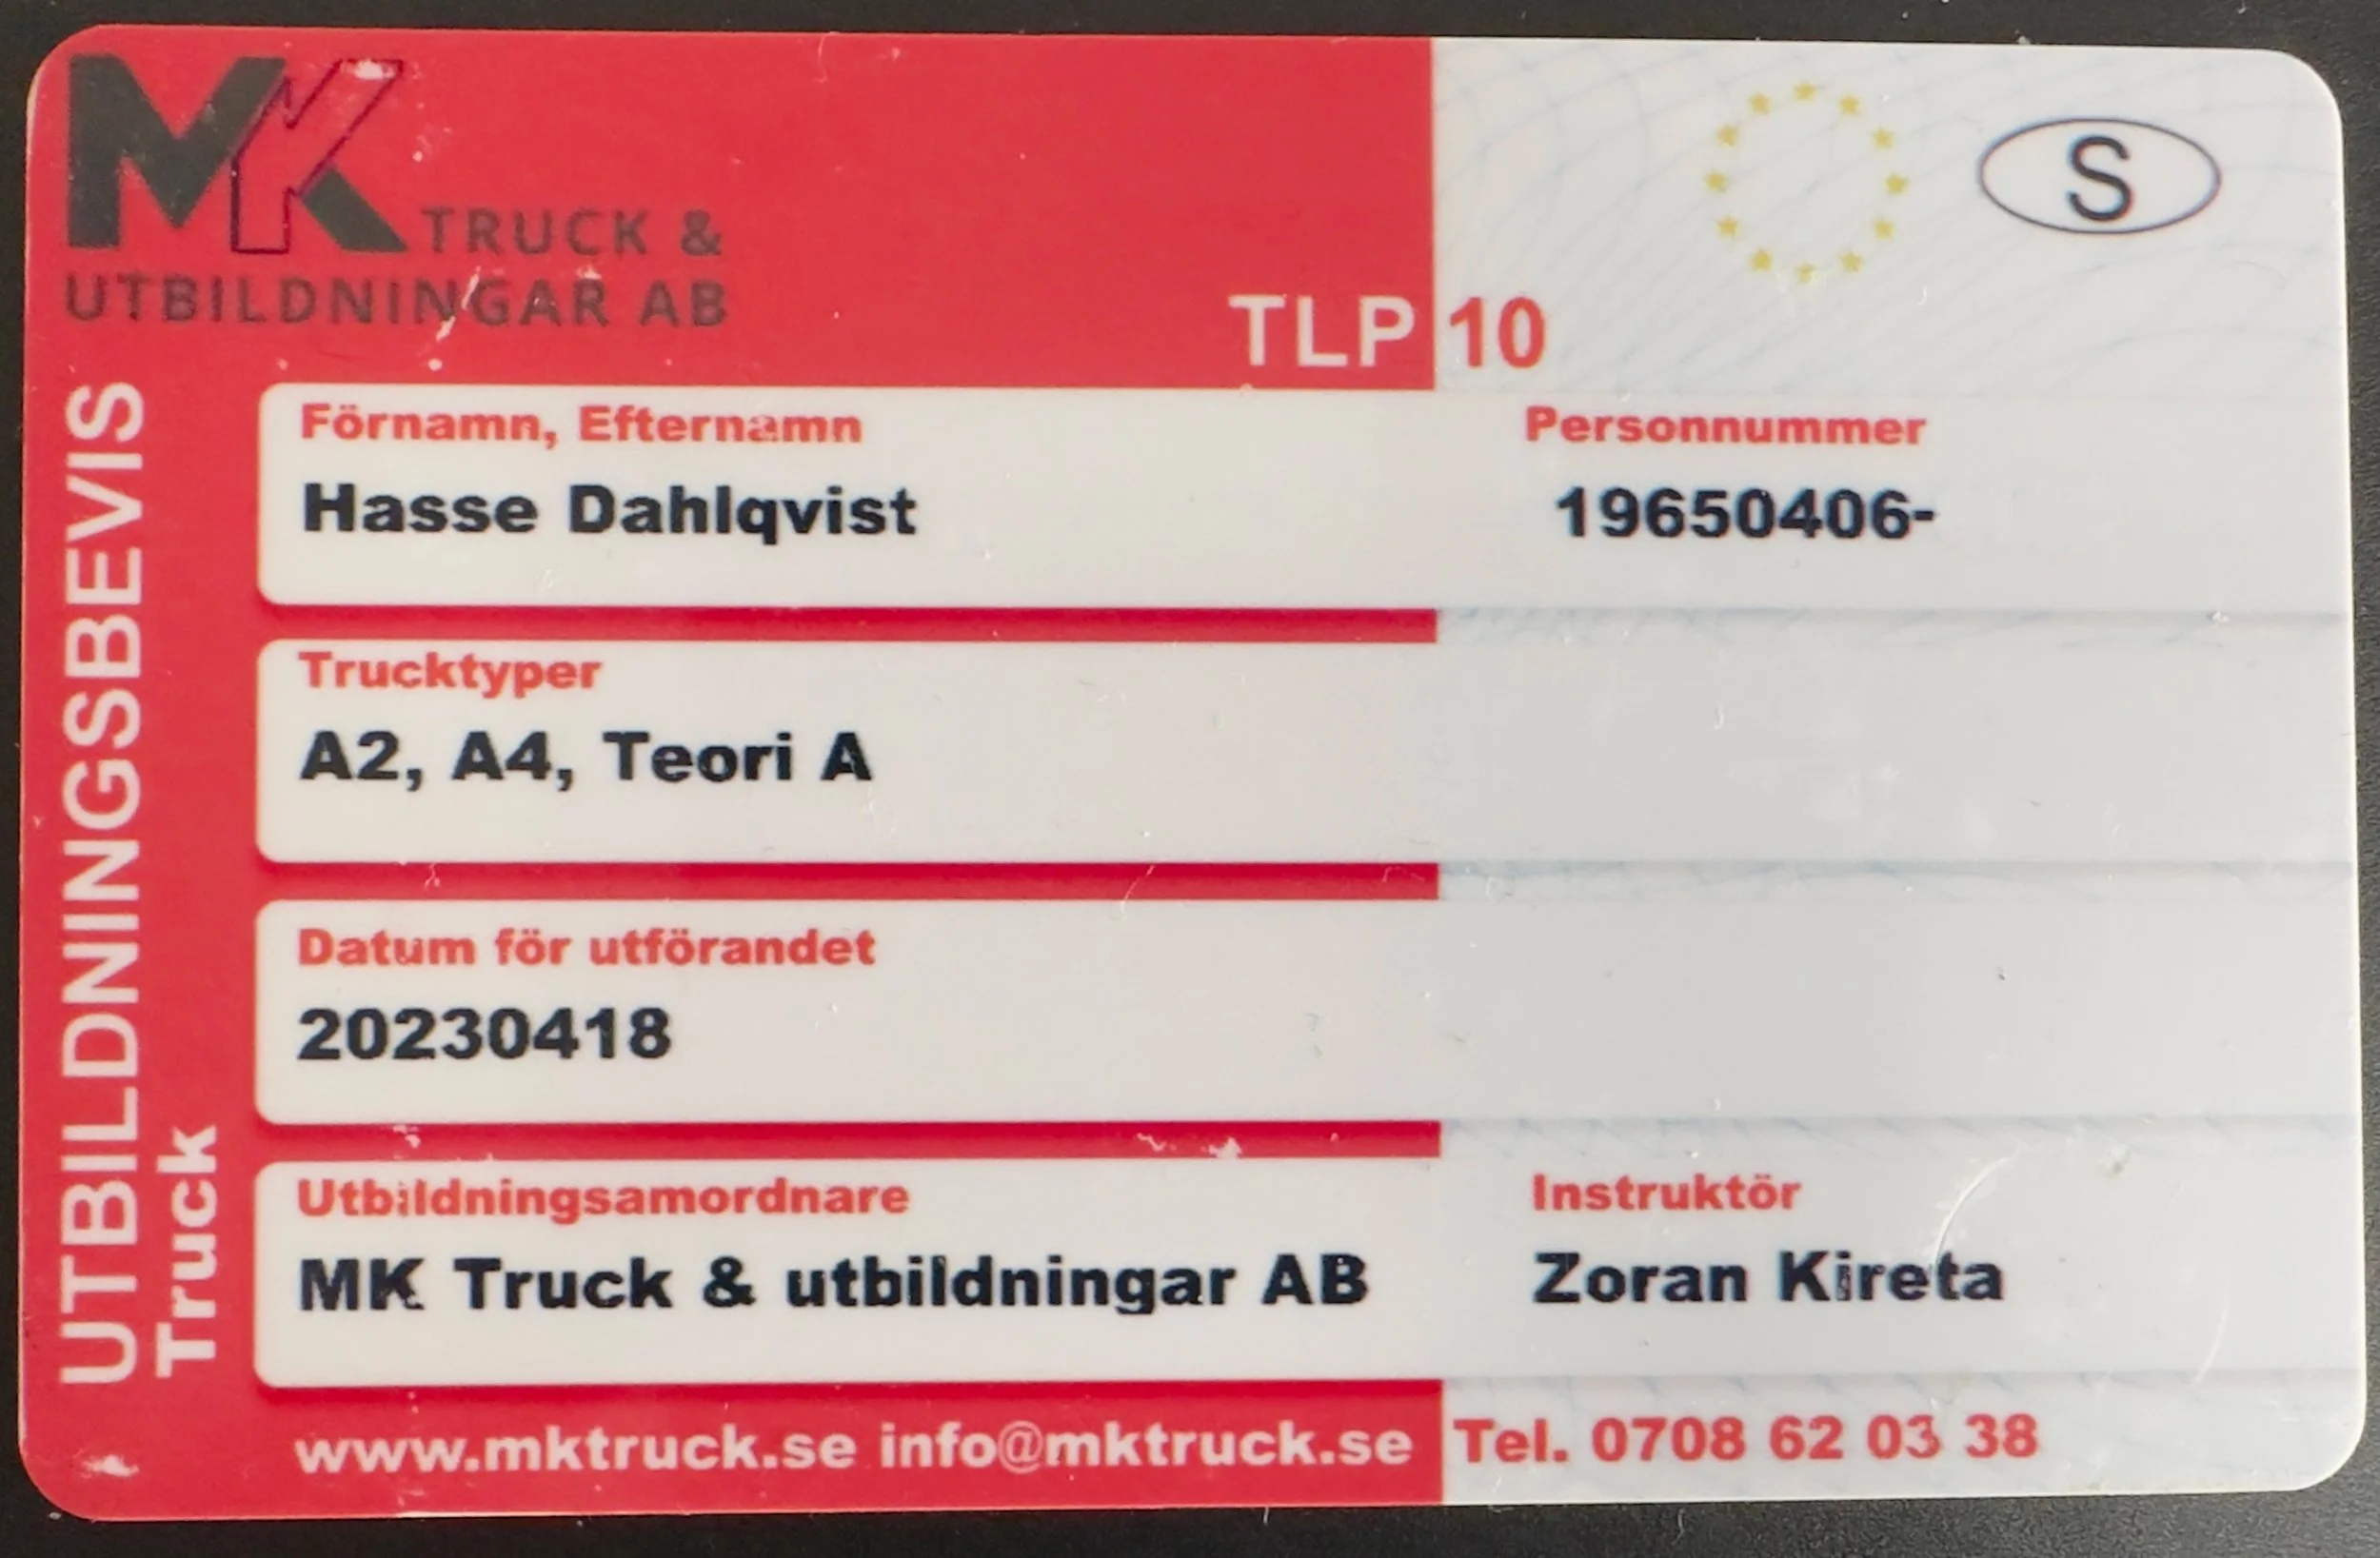 MK TRUCK &
UTBILDNINGAR AB
S
TLP 10
UTBILDNINGSBEVIS
Truck
Förnamn, Efternamn
Hasse Dahlqvist
Personnummer
19650406-
Trucktyper
A2, A4, Teori A
Datum för utförandet
20230418
Utbildningsamordnare
MK Truck & utbildningar AB
Instruktör
Zoran Kireta
www.mktruck.se info@mktruck.se Tel. 0708 62 03 38